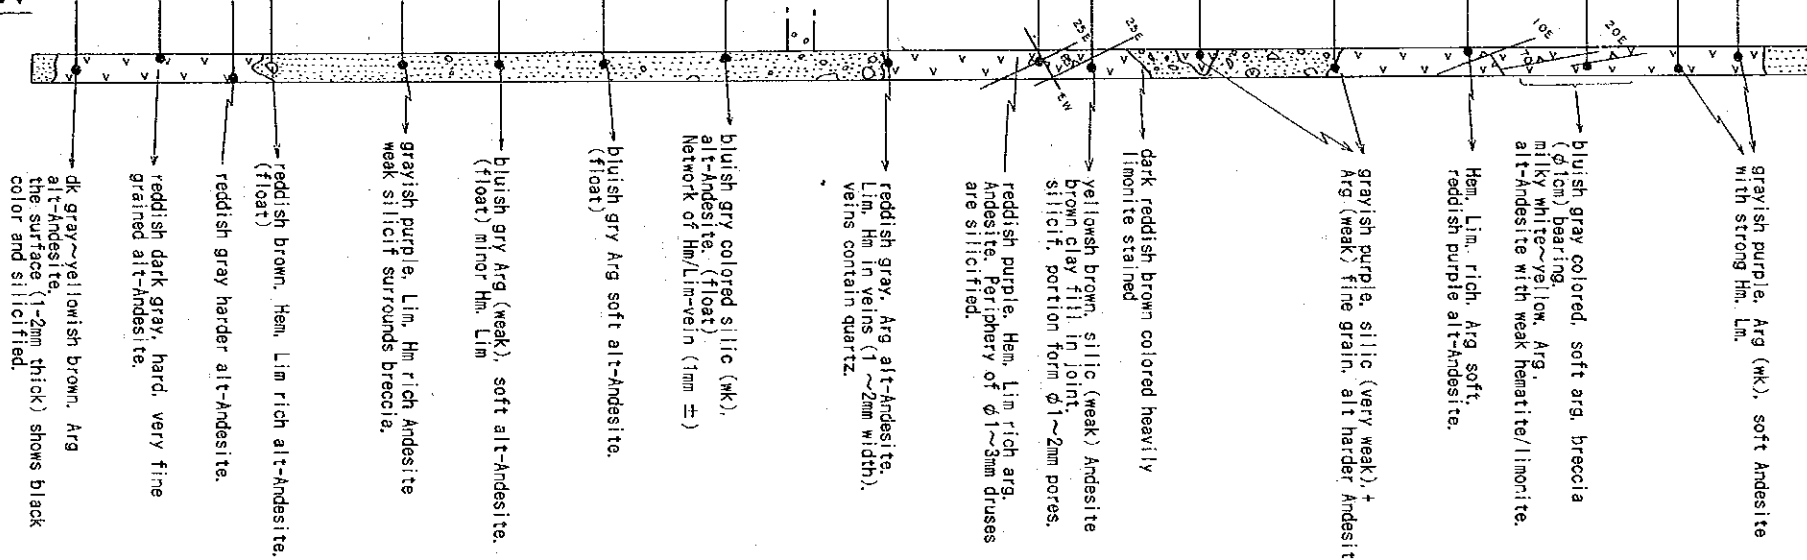 grayish purple, Arg (wk), soft Andesite
with strong Hm. Lm.
bluish gray colored, soft arg. breccia
(φ1cm) bearing.
milky white~yellow. Arg.
alt-Andesite with weak hematite/limonite.
Hem. Lim. rich. Arg soft.
reddish purple alt-Andesite.
grayish purple. silic (very weak).+
Arg (weak) fine grain. alt harder Andesit
dark reddish brown colored heavily
limonite stained
yellowsh brown, silic (weak) Andesite
brown clay fill in joint.
silicif. portion form φ1~2mm pores.
reddish purple, Hem, Lim rich arg.
Andesite. Periphery of φ1~3mm druses
are silicified.
reddish gray. Arg alt-Andesite.
Lim. Hm in veins (1 ~2mm width).
veins contain quartz.
bluish gry colored silic (wk),
alt-Andesite. (float)
Network of Hm/Lim-vein (1mm ±)
bluish gry Arg soft alt-Andesite.
(float)
bluish gry Arg (weak). soft alt-Andesite.
(float) minor Hm. Lim
grayish purple, Lim, Hm rich Andesite
weak silicif surrounds breccia.
reddish brown. Hem. Lim rich alt-Andesite.
(float)
reddish gray harder alt-Andesite.
reddish dark gray, hard, very fine
grained alt-Andesite.
dk gray~yellowish brown. Arg
alt-Andesite.
the surface (1-2mm thick) shows black
color and silicified.
25E
25E
EW
10E
20E